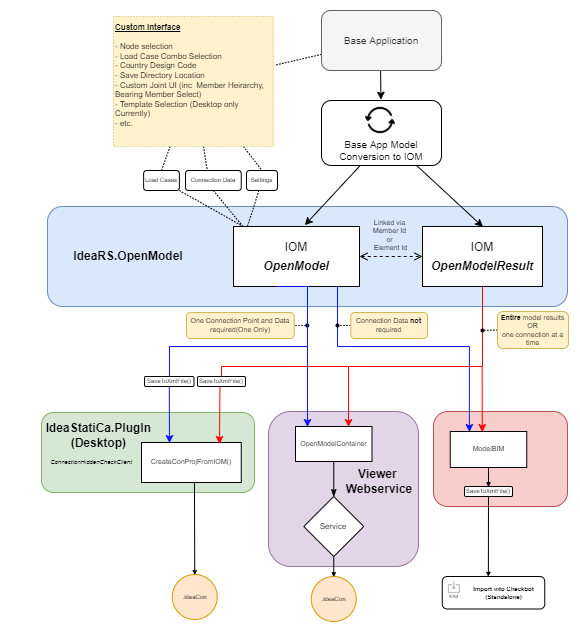 Custom Interface
- Node selection
- Load Case Combo Selection
- Country Design Code
- Save Directory Location
- Custom Joint UI (inc Member Heirarchy,
Bearing Member Select)
- Template Selection (Desktop only
Currently)
- etc.
Base Application
Base App Model
Conversion to IOM
Load Cases
Connection Data
Settings
IdeaRS.OpenModel
IOM
OpenModel
Linked via
Member Id
or
Element Id
IOM
OpenModelResult
One Connection Point and Data
required(One Only)
Connection Data not
required
Entire model results
OR
one connection at a
time
SaveToXmlFile()
SaveToXmlFile()
IdeaStatiCa.PlugIn
(Desktop)
ConnectionHiddenCheckClient
CreateConProjFromIOM()
OpenModelContainer
Viewer
Webservice
Service
ModelBIM
SaveToXmlFile()
.ideaCon
.ideaCon
IOM
Import into Checkbot
(Standalone)